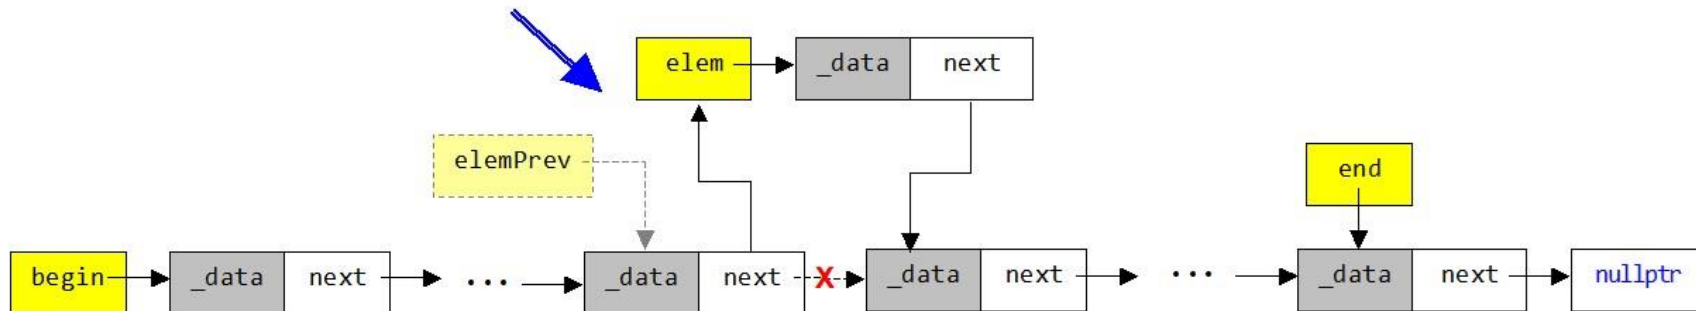 elem _data next
elemPrev
end
begin _data next ... _data next X _data next ... _data next nullptr